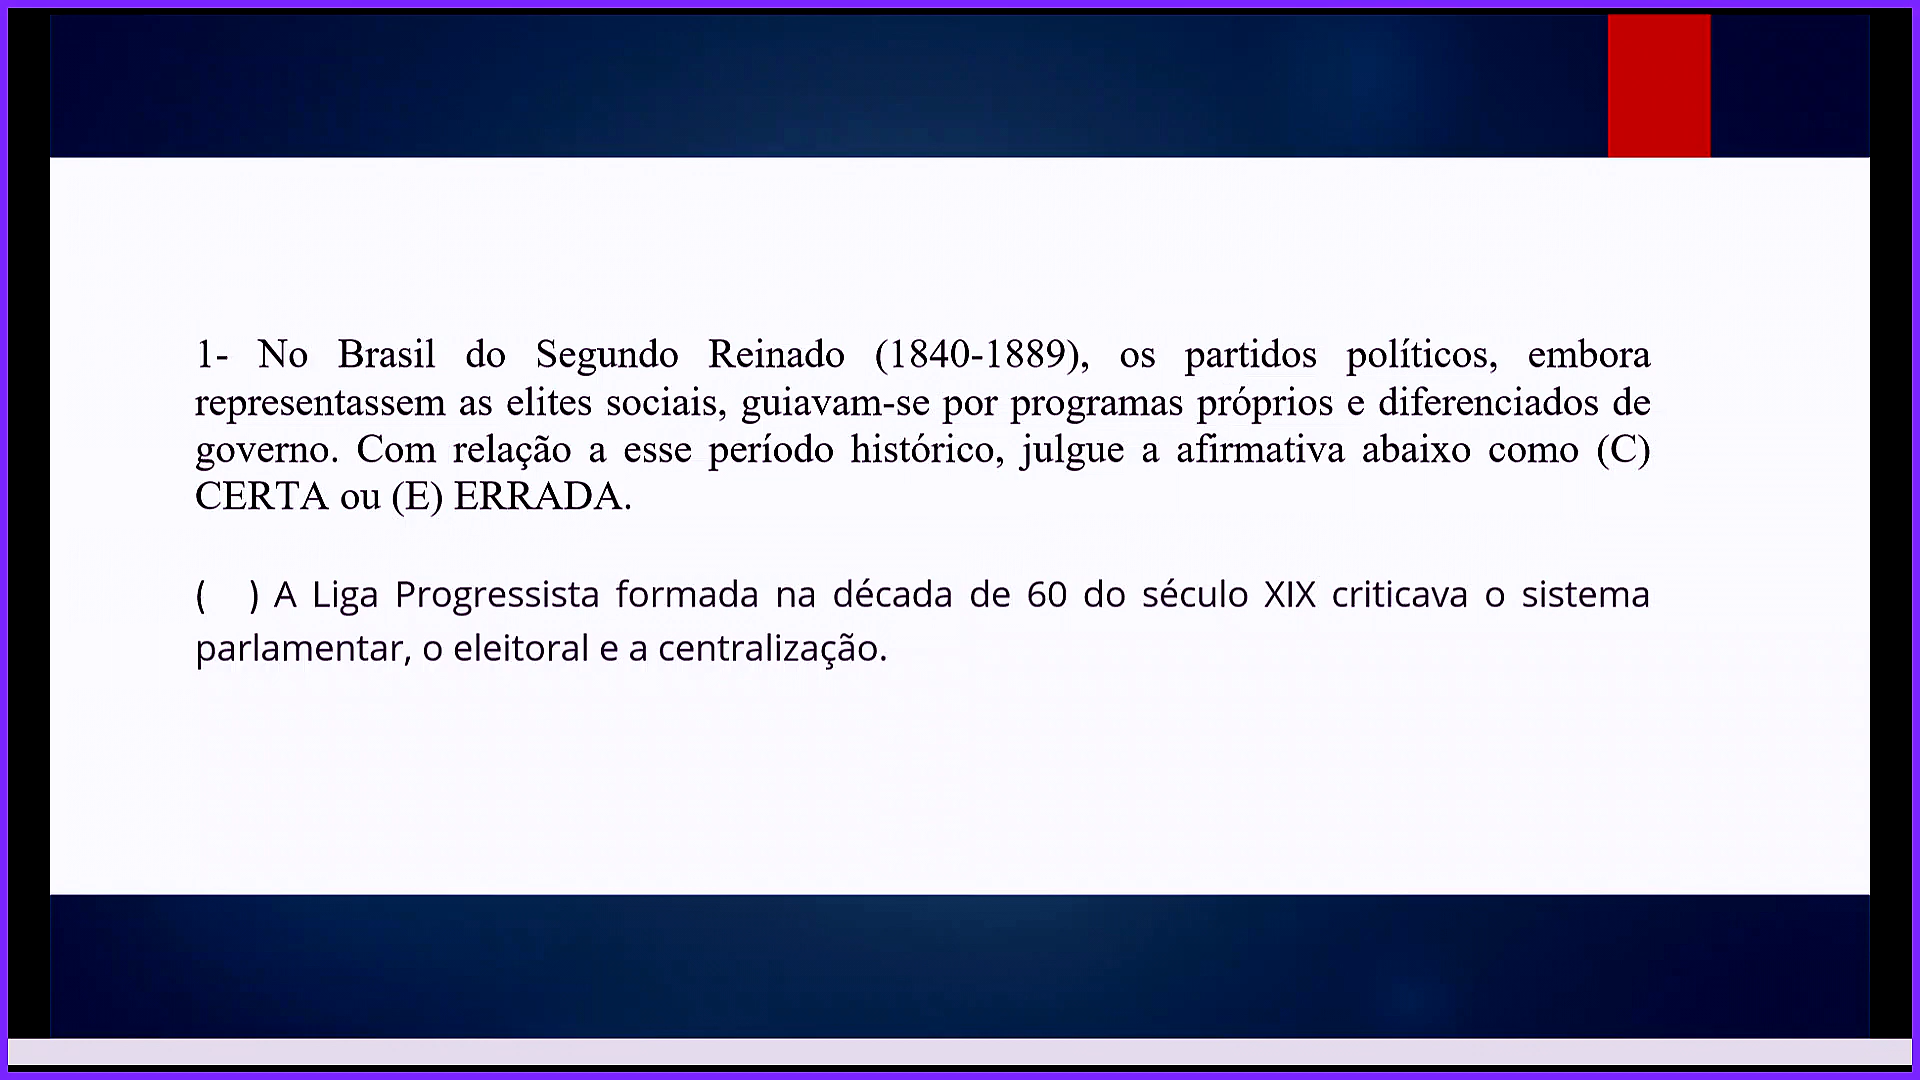 1- No Brasil do Segundo Reinado (1840-1889), os partidos políticos, embora
representassem as elites sociais, guiavam-se por programas próprios e diferenciados de
governo. Com relação a esse período histórico, julgue a afirmativa abaixo como (C)
CERTA ou (E) ERRADA.
(   ) A Liga Progressista formada na década de 60 do século XIX criticava o sistema
parlamentar, o eleitoral e a centralização.